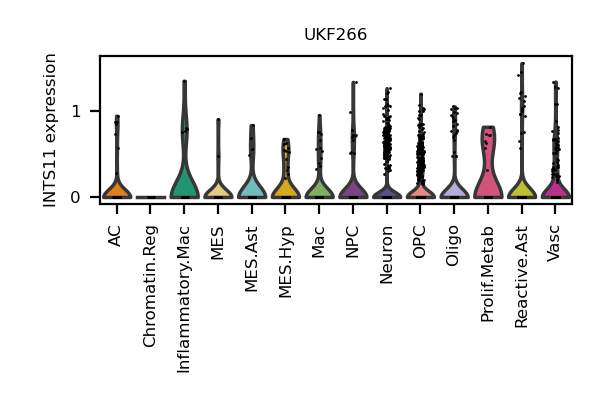 UKF266
INTS11 expression
1
0
AC
Chromatin.Reg
Inflammatory.Mac
MES
MES.Ast
MES.Hyp
Mac
NPC
Neuron
OPC
Oligo
Prolif.Metab
Reactive.Ast
Vasc